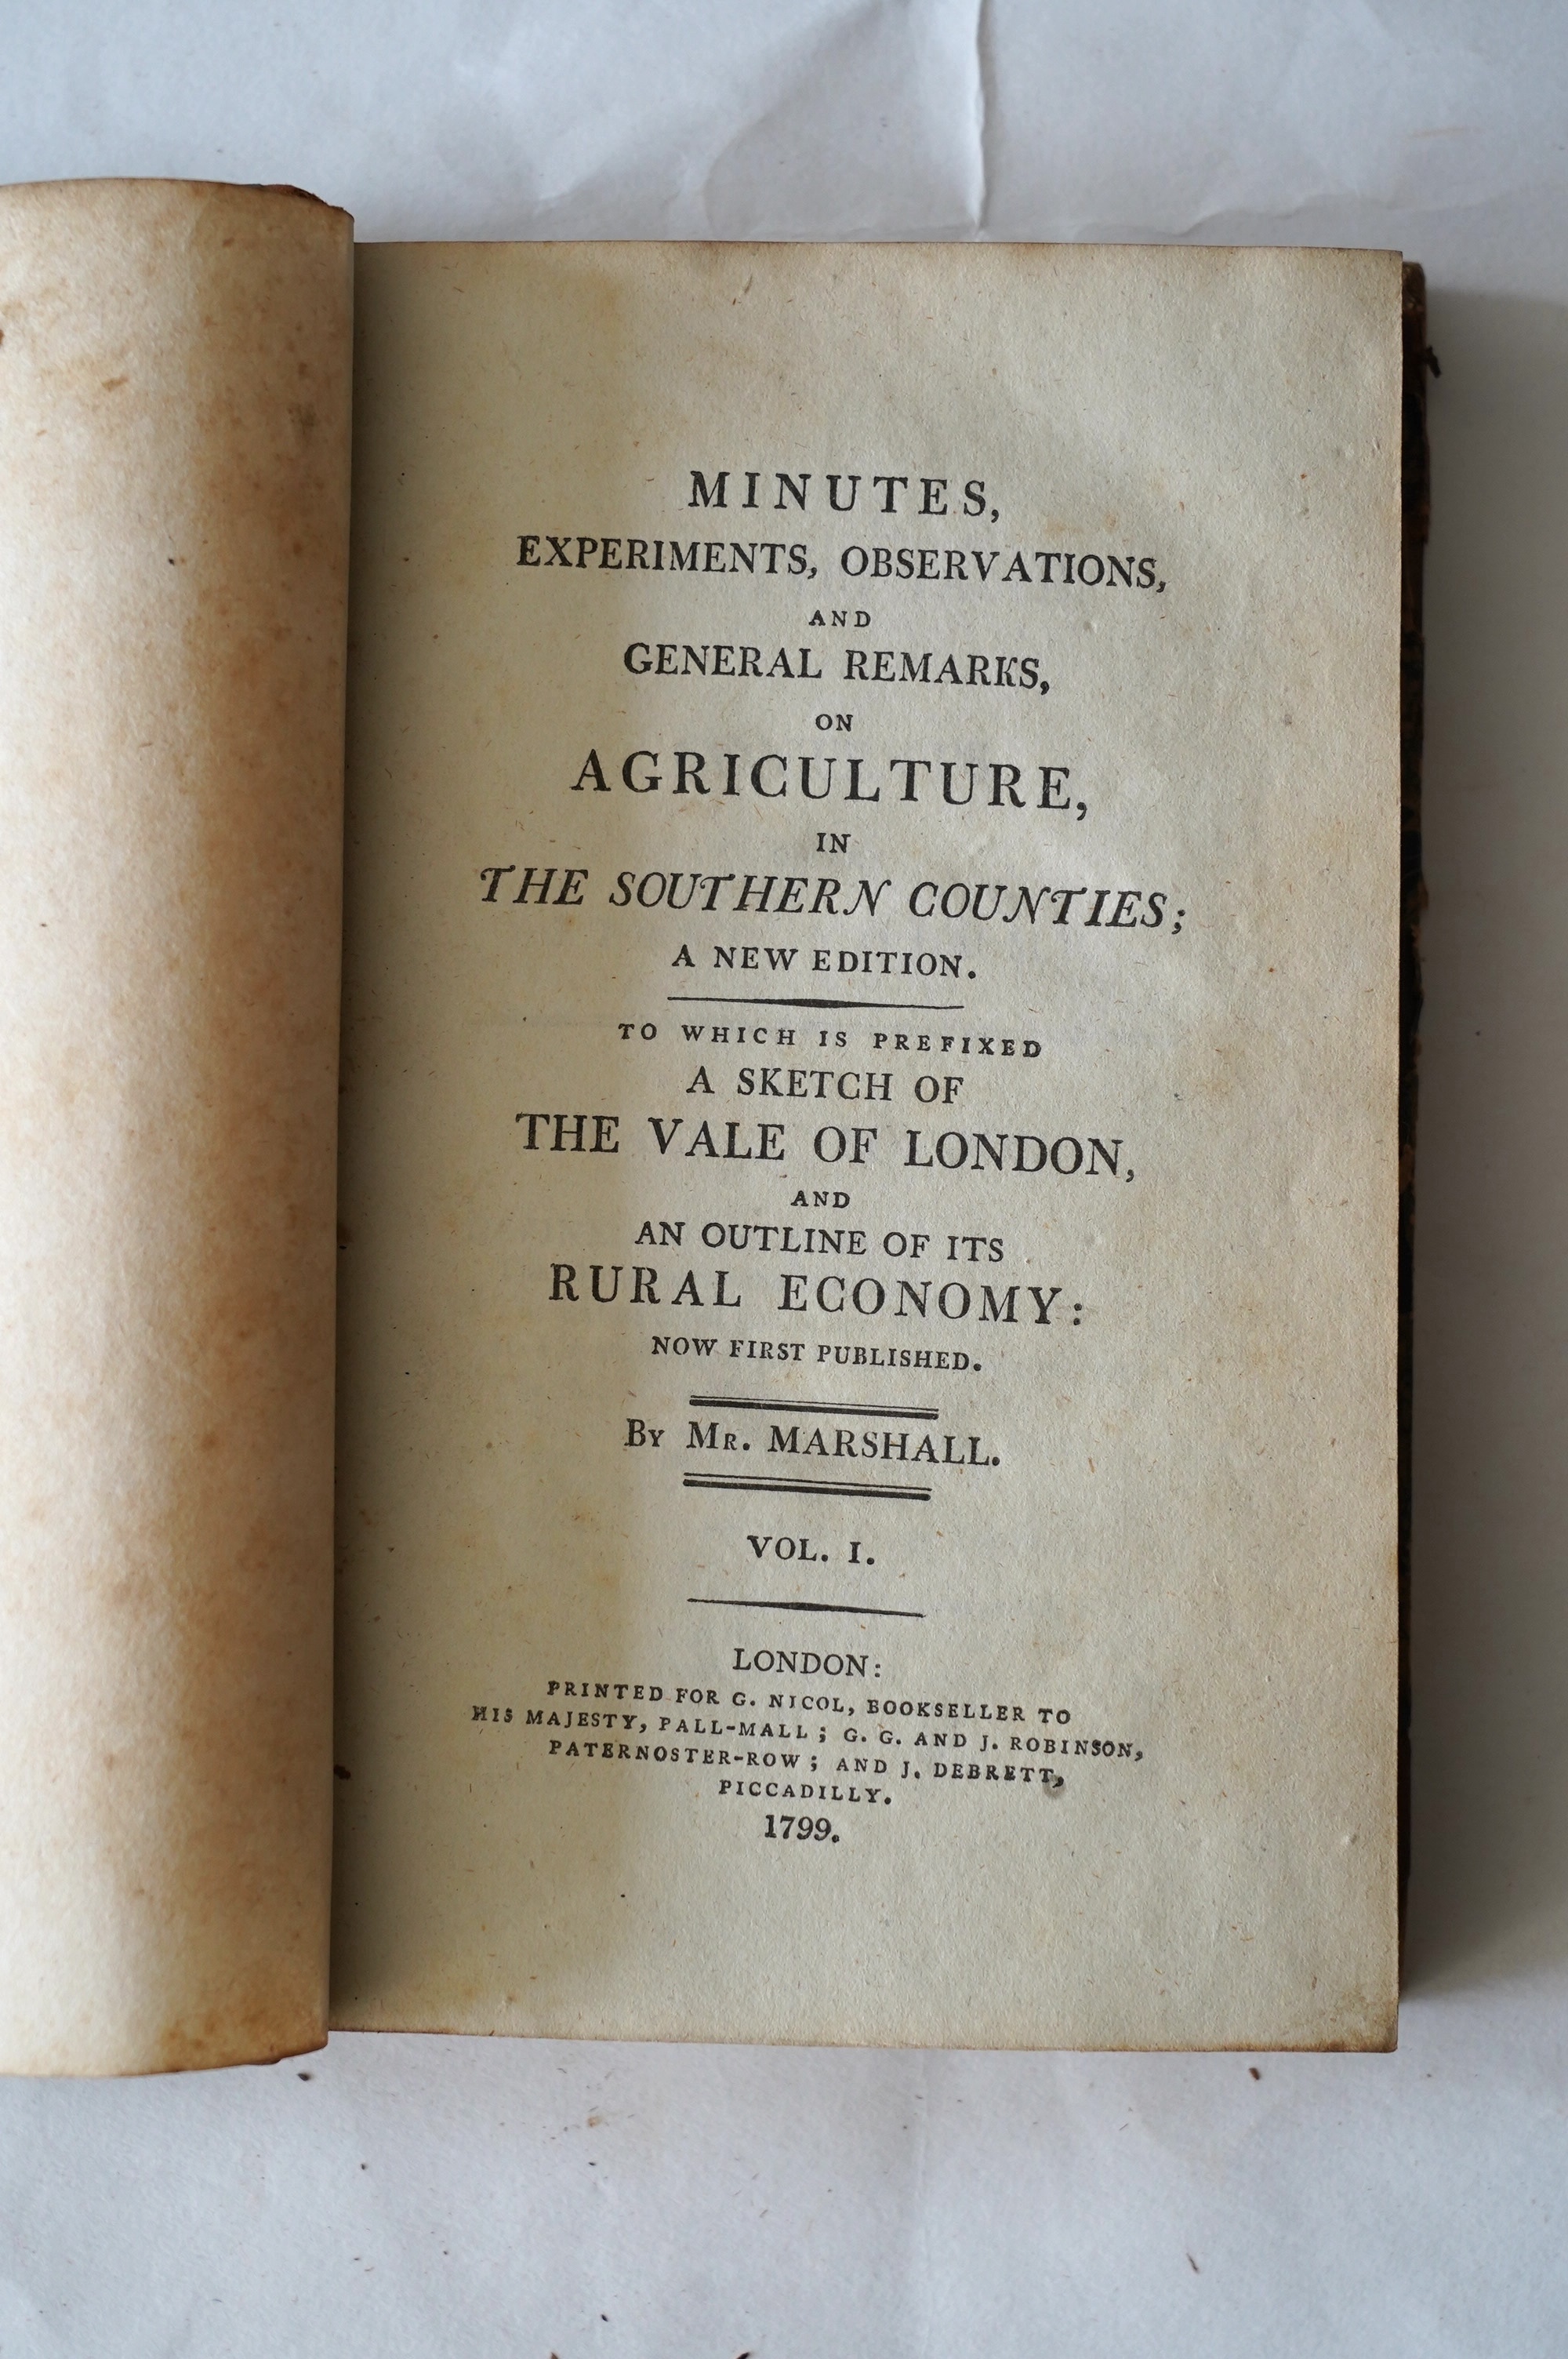 MINUTES,
EXPERIMENTS, OBSERVATIONS,
AND
GENERAL REMARKS,
ON
AGRICULTURE,
IN
THE SOUTHERN COUNTIES;
A NEW EDITION.
TO WHICH IS PREFIXED
A SKETCH OF
THE VALE OF LONDON,
AND
AN OUTLINE OF ITS
RURAL ECONOMY:
NOW FIRST PUBLISHED.
By Mr. MARSHALL.
VOL. I.
LONDON:
PRINTED FOR G. NICOL, BOOKSELLER TO
HIS MAJESTY, PALL-MALL; G. G. AND J. ROBINSON,
PATERNOSTER-ROW; AND J. DEBRETT,
PICCADILLY.
1799.